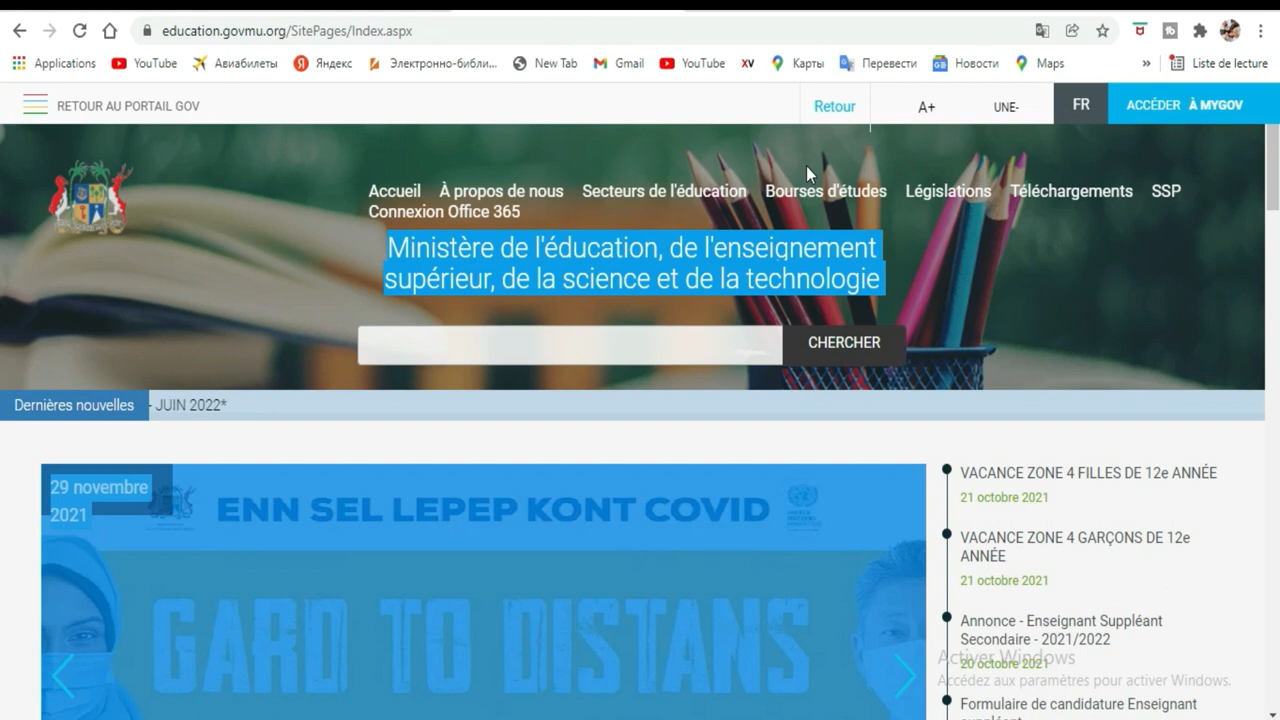 education.govmu.org/SitePages/Index.aspx
Applications YouTube Авиабилеты Яндекс Электронно-библи... New Tab Gmail YouTube XV Карты Перевести Новости Maps » Liste de lecture
RETOUR AU PORTAIL GOV Retour A+ UNE- FR ACCÉDER À MYGOV
Accueil À propos de nous Secteurs de l'éducation Bourses d'études Législations Téléchargements SSP
Connexion Office 365
Ministère de l'éducation, de l'enseignement
supérieur, de la science et de la technologie
CHERCHER
Dernières nouvelles - JUIN 2022*
29 novembre
2021
ENN SEL LEPEP KONT COVID
GARD TO DISTANS
VACANCE ZONE 4 FILLES DE 12e ANNÉE
21 octobre 2021
VACANCE ZONE 4 GARÇONS DE 12e
ANNÉE
21 octobre 2021
Annonce - Enseignant Suppléant
Secondaire - 2021/2022
20 octobre 2021
Activer Windows
Accédez aux paramètres pour activer Windows.
Formulaire de candidature Enseignant